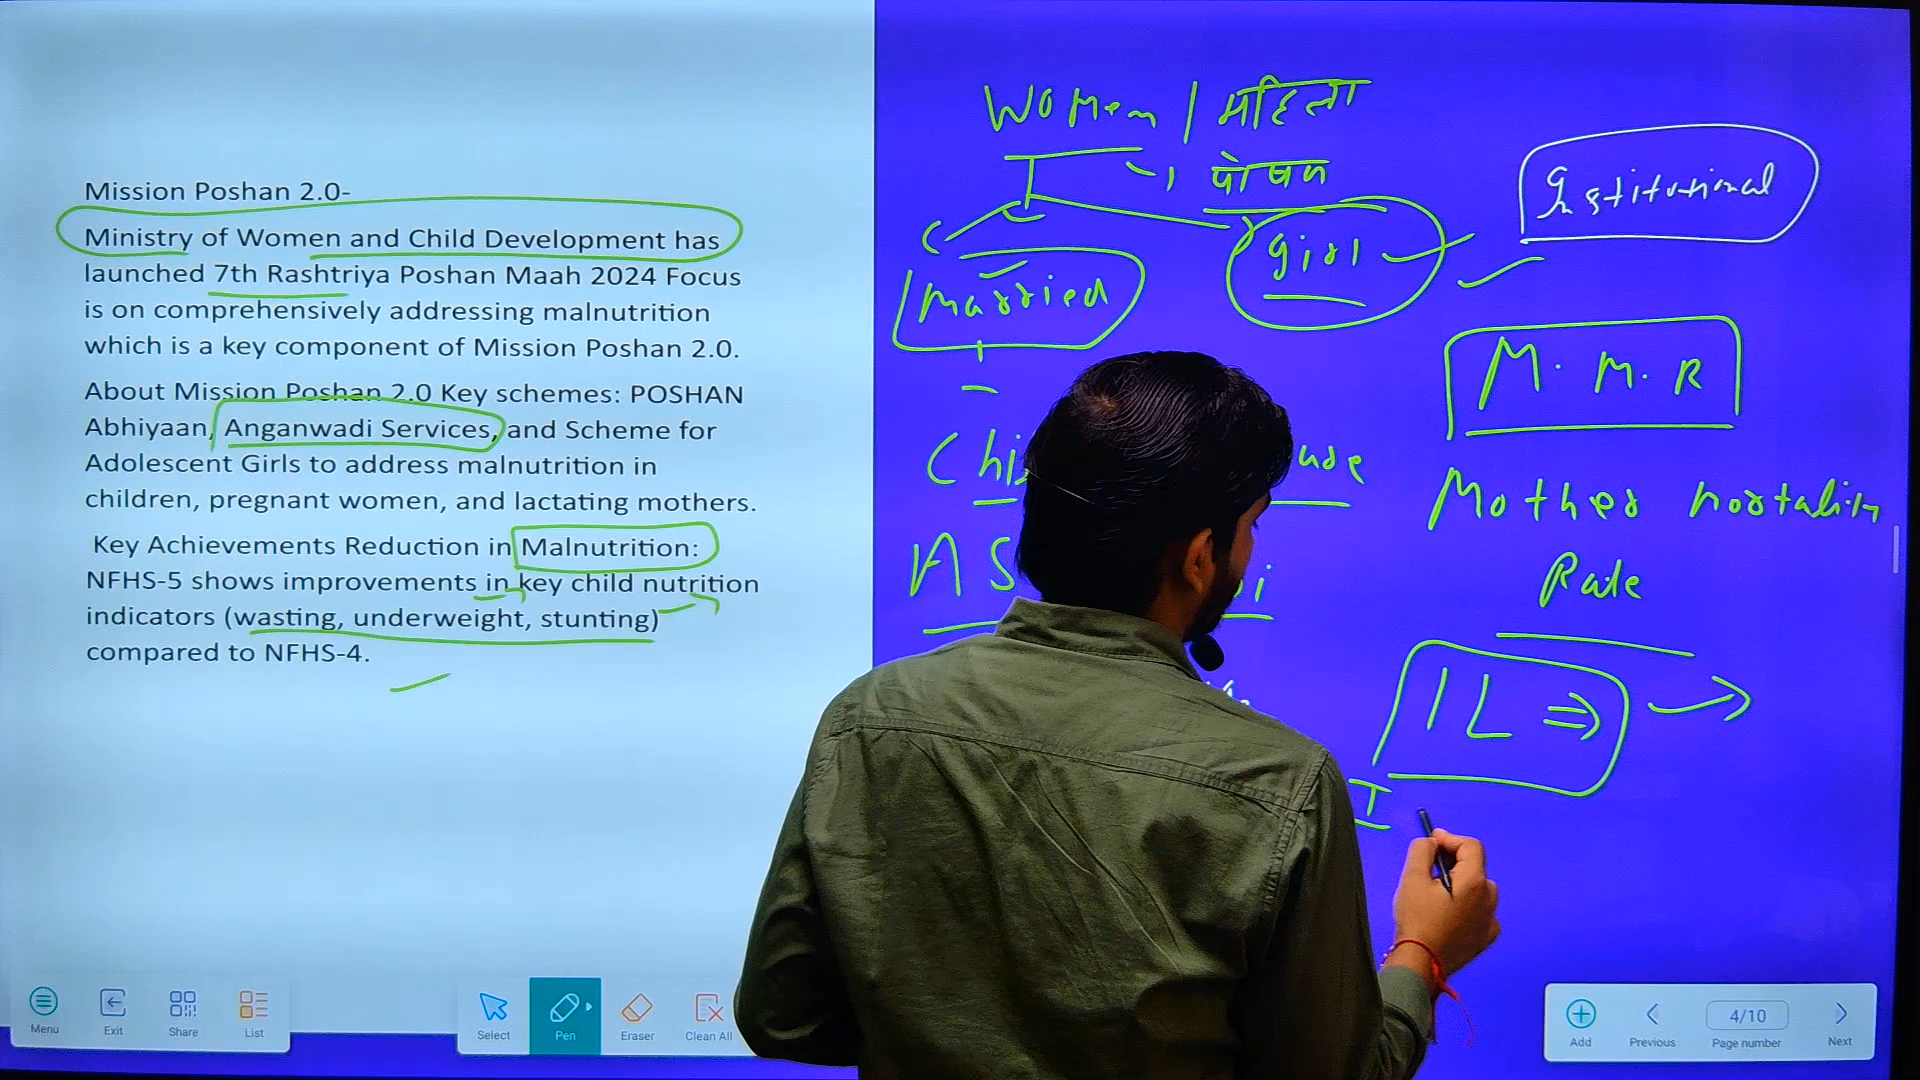 Mission Poshan 2.0-
Ministry of Women and Child Development has
launched 7th Rashtriya Poshan Maah 2024 Focus
is on comprehensively addressing malnutrition
which is a key component of Mission Poshan 2.0.
About Mission Poshan 2.0 Key schemes: POSHAN
Abhiyaan, Anganwadi Services, and Scheme for
Adolescent Girls to address malnutrition in
children, pregnant women, and lactating mothers.
Key Achievements Reduction in Malnutrition:
NFHS-5 shows improvements in key child nutrition
indicators (wasting, underweight, stunting)
compared to NFHS-4.
Women / महिला
पोषण
Institutional
Girl
Married
M. M. R
Mother Mortality
Rate
1L ⇒
I
Menu
Exit
Share
List
Select
Pen
Eraser
Clean All
Add
Previous
4/10
Page number
Next